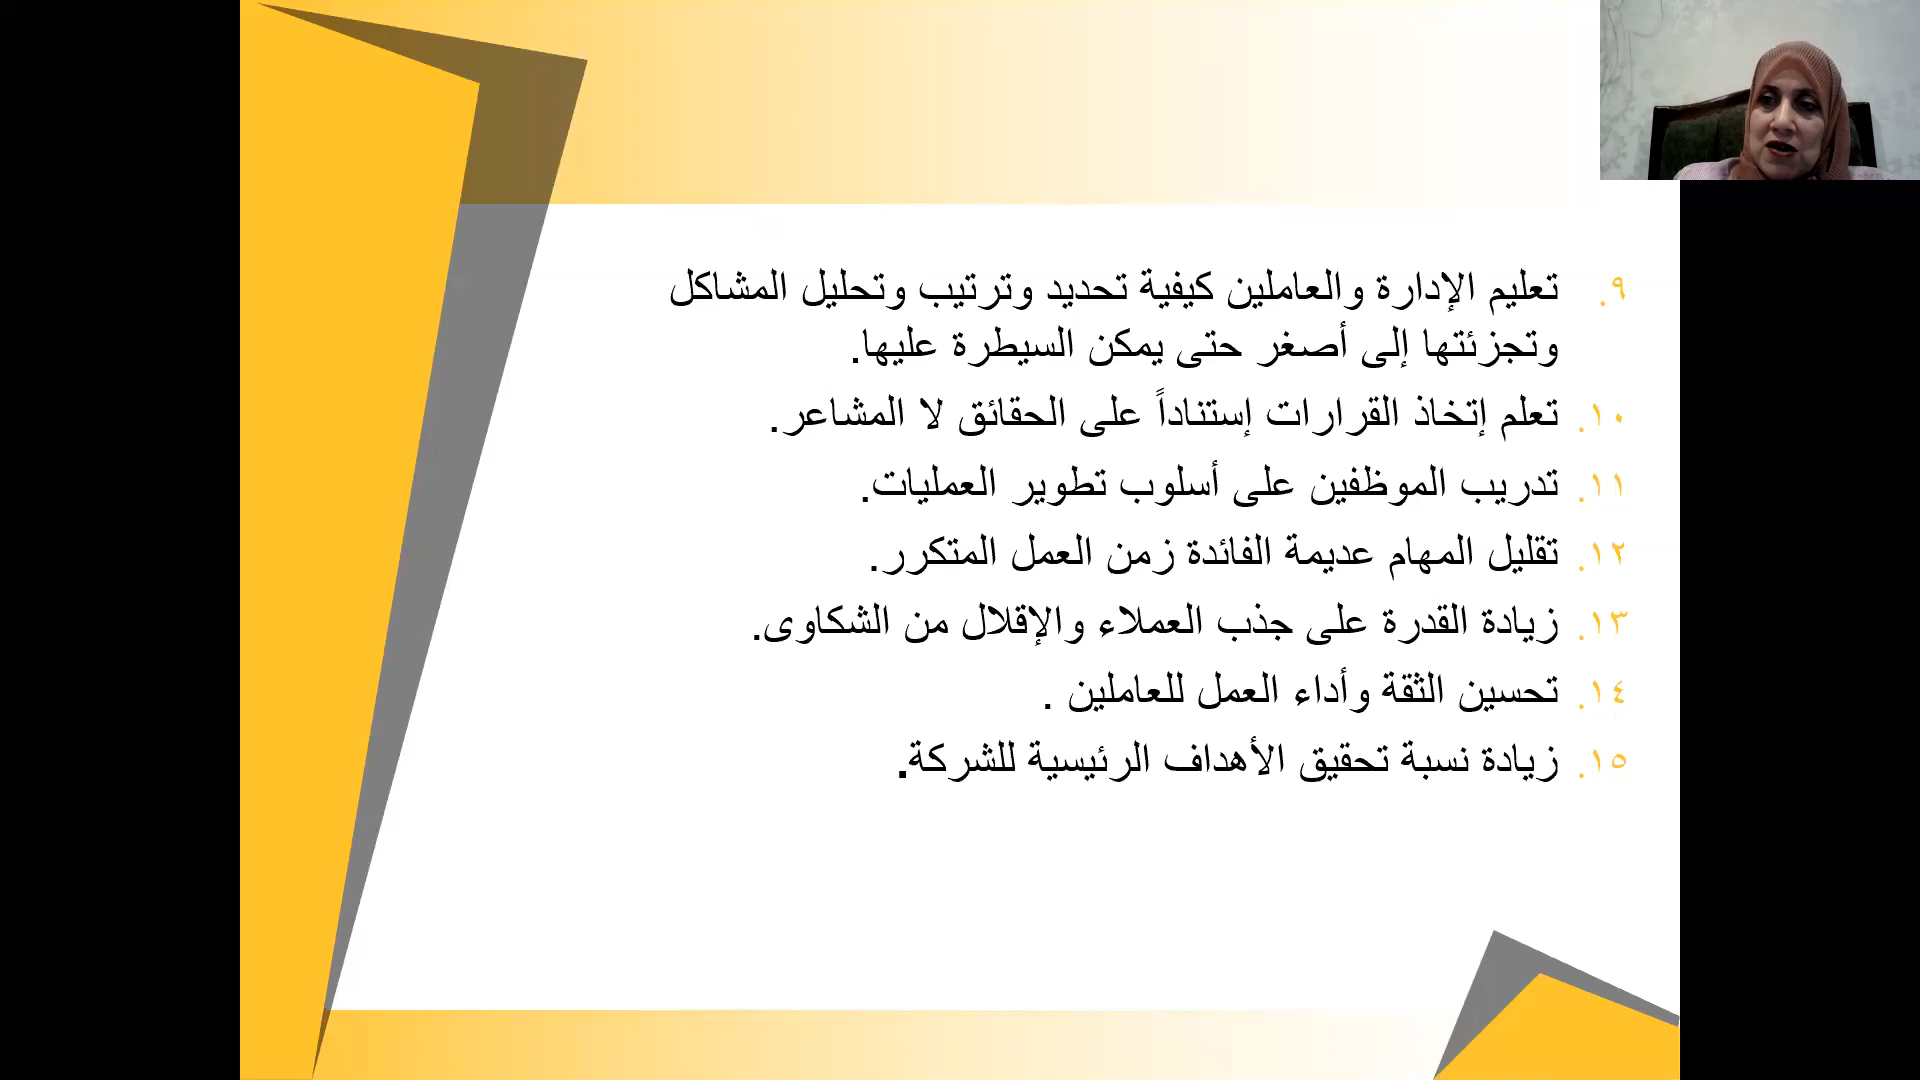 ٩. تعليم الإدارة والعاملين كيفية تحديد وترتيب وتحليل المشاكل
وتجزئتها إلى أصغر حتى يمكن السيطرة عليها.
١٠. تعلم إتخاذ القرارات إستناداً على الحقائق لا المشاعر.
١١. تدريب الموظفين على أسلوب تطوير العمليات.
١٢. تقليل المهام عديمة الفائدة زمن العمل المتكرر.
١٣. زيادة القدرة على جذب العملاء والإقلال من الشكاوى.
١٤. تحسين الثقة وأداء العمل للعاملين .
١٥. زيادة نسبة تحقيق الأهداف الرئيسية للشركة.